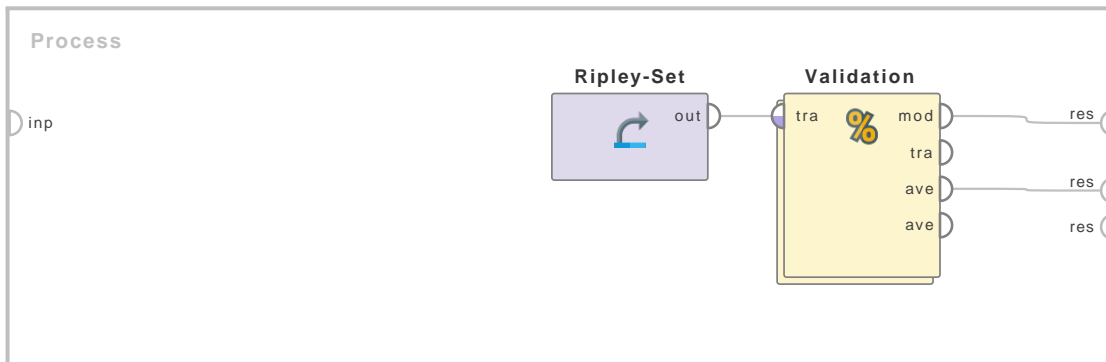 Process
inp
Ripley-Set
out
Validation
tra
%
mod
tra
ave
ave
res
res
res